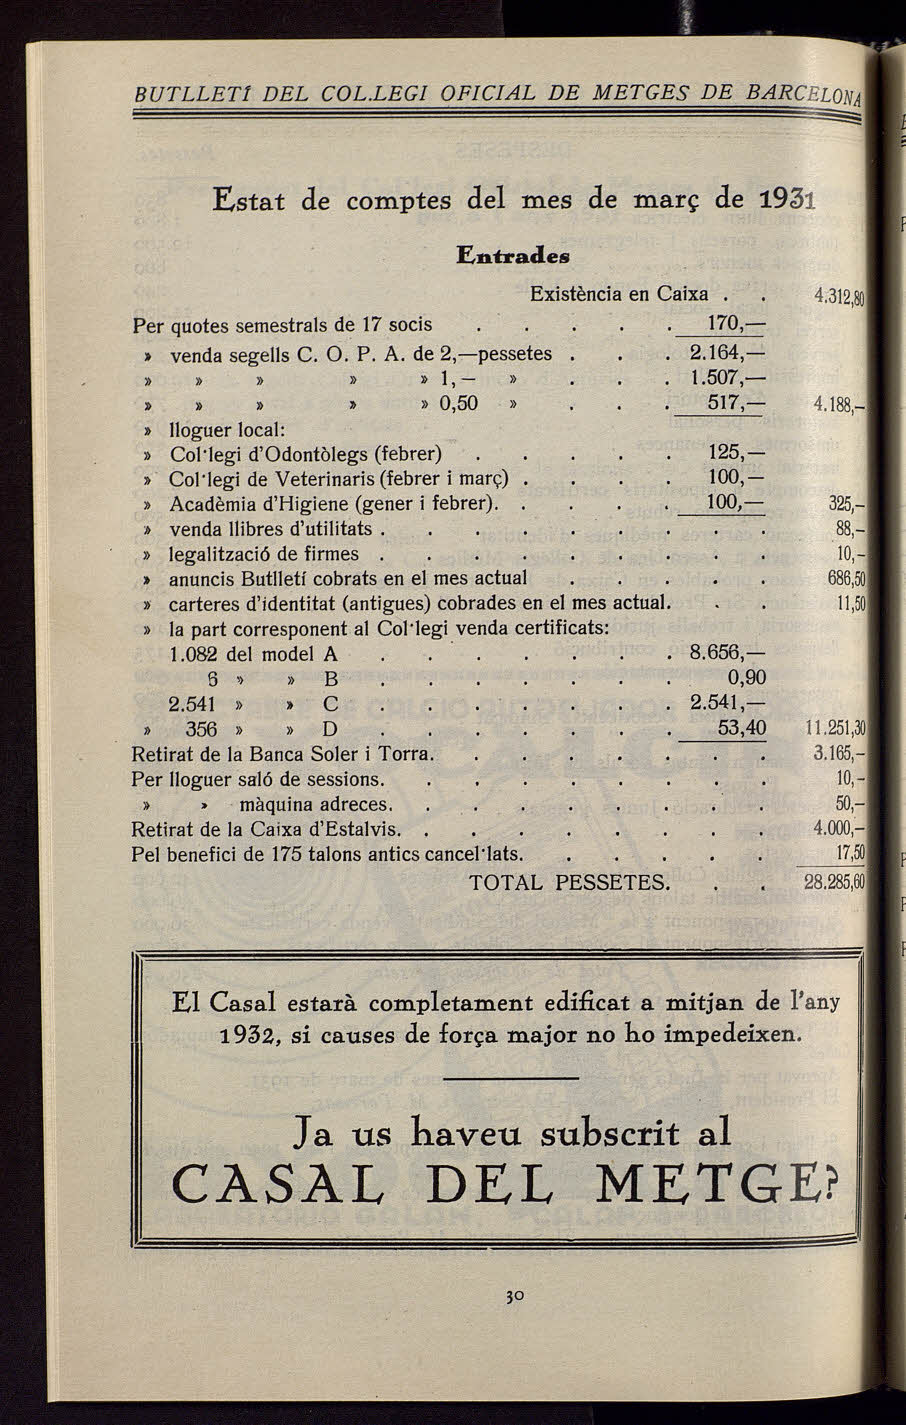 BUTLLETÍ DEL COL.LEGI OFICIAL DE METGES DE BARCELONA
Estat de comptes del mes de març de 1931
Entrades
Existència en Caixa . . 4.312,80
Per quotes semestrals de 17 socis . . . . . 170,—
» venda segells C. O. P. A. de 2,—pessetes . . . 2.164,—
» » » » » 1,— » . . . 1.507,—
» » » » » 0,50 » . . . 517,— 4.188,—
» lloguer local:
» Col·legi d'Odontòlegs (febrer) . . . . . 125,—
» Col·legi de Veterinaris (febrer i març) . . . . 100,—
» Acadèmia d'Higiene (gener i febrer). . . . . 100,— 325,—
» venda llibres d'utilitats . . . . . . . . . 88,—
» legalització de firmes . . . . . . . . . 10,—
» anuncis Butlletí cobrats en el mes actual . . . . . 686,50
» carteres d'identitat (antigues) cobrades en el mes actual. . . 11,50
» la part corresponent al Col·legi venda certificats:
1.082 del model A . . . . . . . 8.656,—
6 » » B . . . . . . . 0,90
2.541 » » C . . . . . . . 2.541,—
» 356 » » D . . . . . . . 53,40 11.251,30
Retirat de la Banca Soler i Torra. . . . . . . . 3.165,—
Per lloguer saló de sessions. . . . . . . . . 10,—
» » màquina adreces. . . . . . . . . 50,—
Retirat de la Caixa d'Estalvis. . . . . . . . . 4.000,—
Pel benefici de 175 talons antics cancel·lats. . . . . . 17,50
TOTAL PESSETES. . . 28.285,60
El Casal estarà completament edificat a mitjan de l'any
1932, si causes de força major no ho impedeixen.
Ja us haveu subscrit al
CASAL DEL METGE?
30